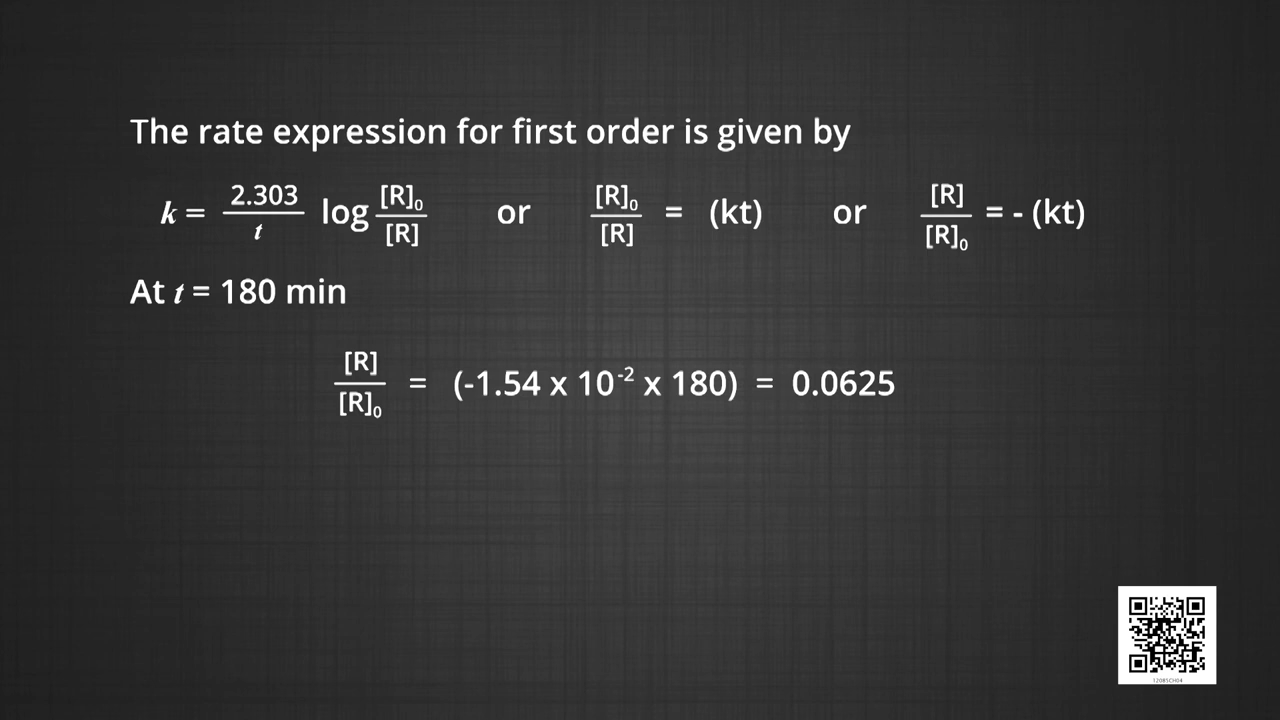 The rate expression for first order is given by
k = 2.303/t log [R]₀/[R] or [R]₀/[R] = (kt) or [R]/[R]₀ = - (kt)
At t = 180 min
[R]/[R]₀ = (-1.54 x 10⁻² x 180) = 0.0625
12085CH04